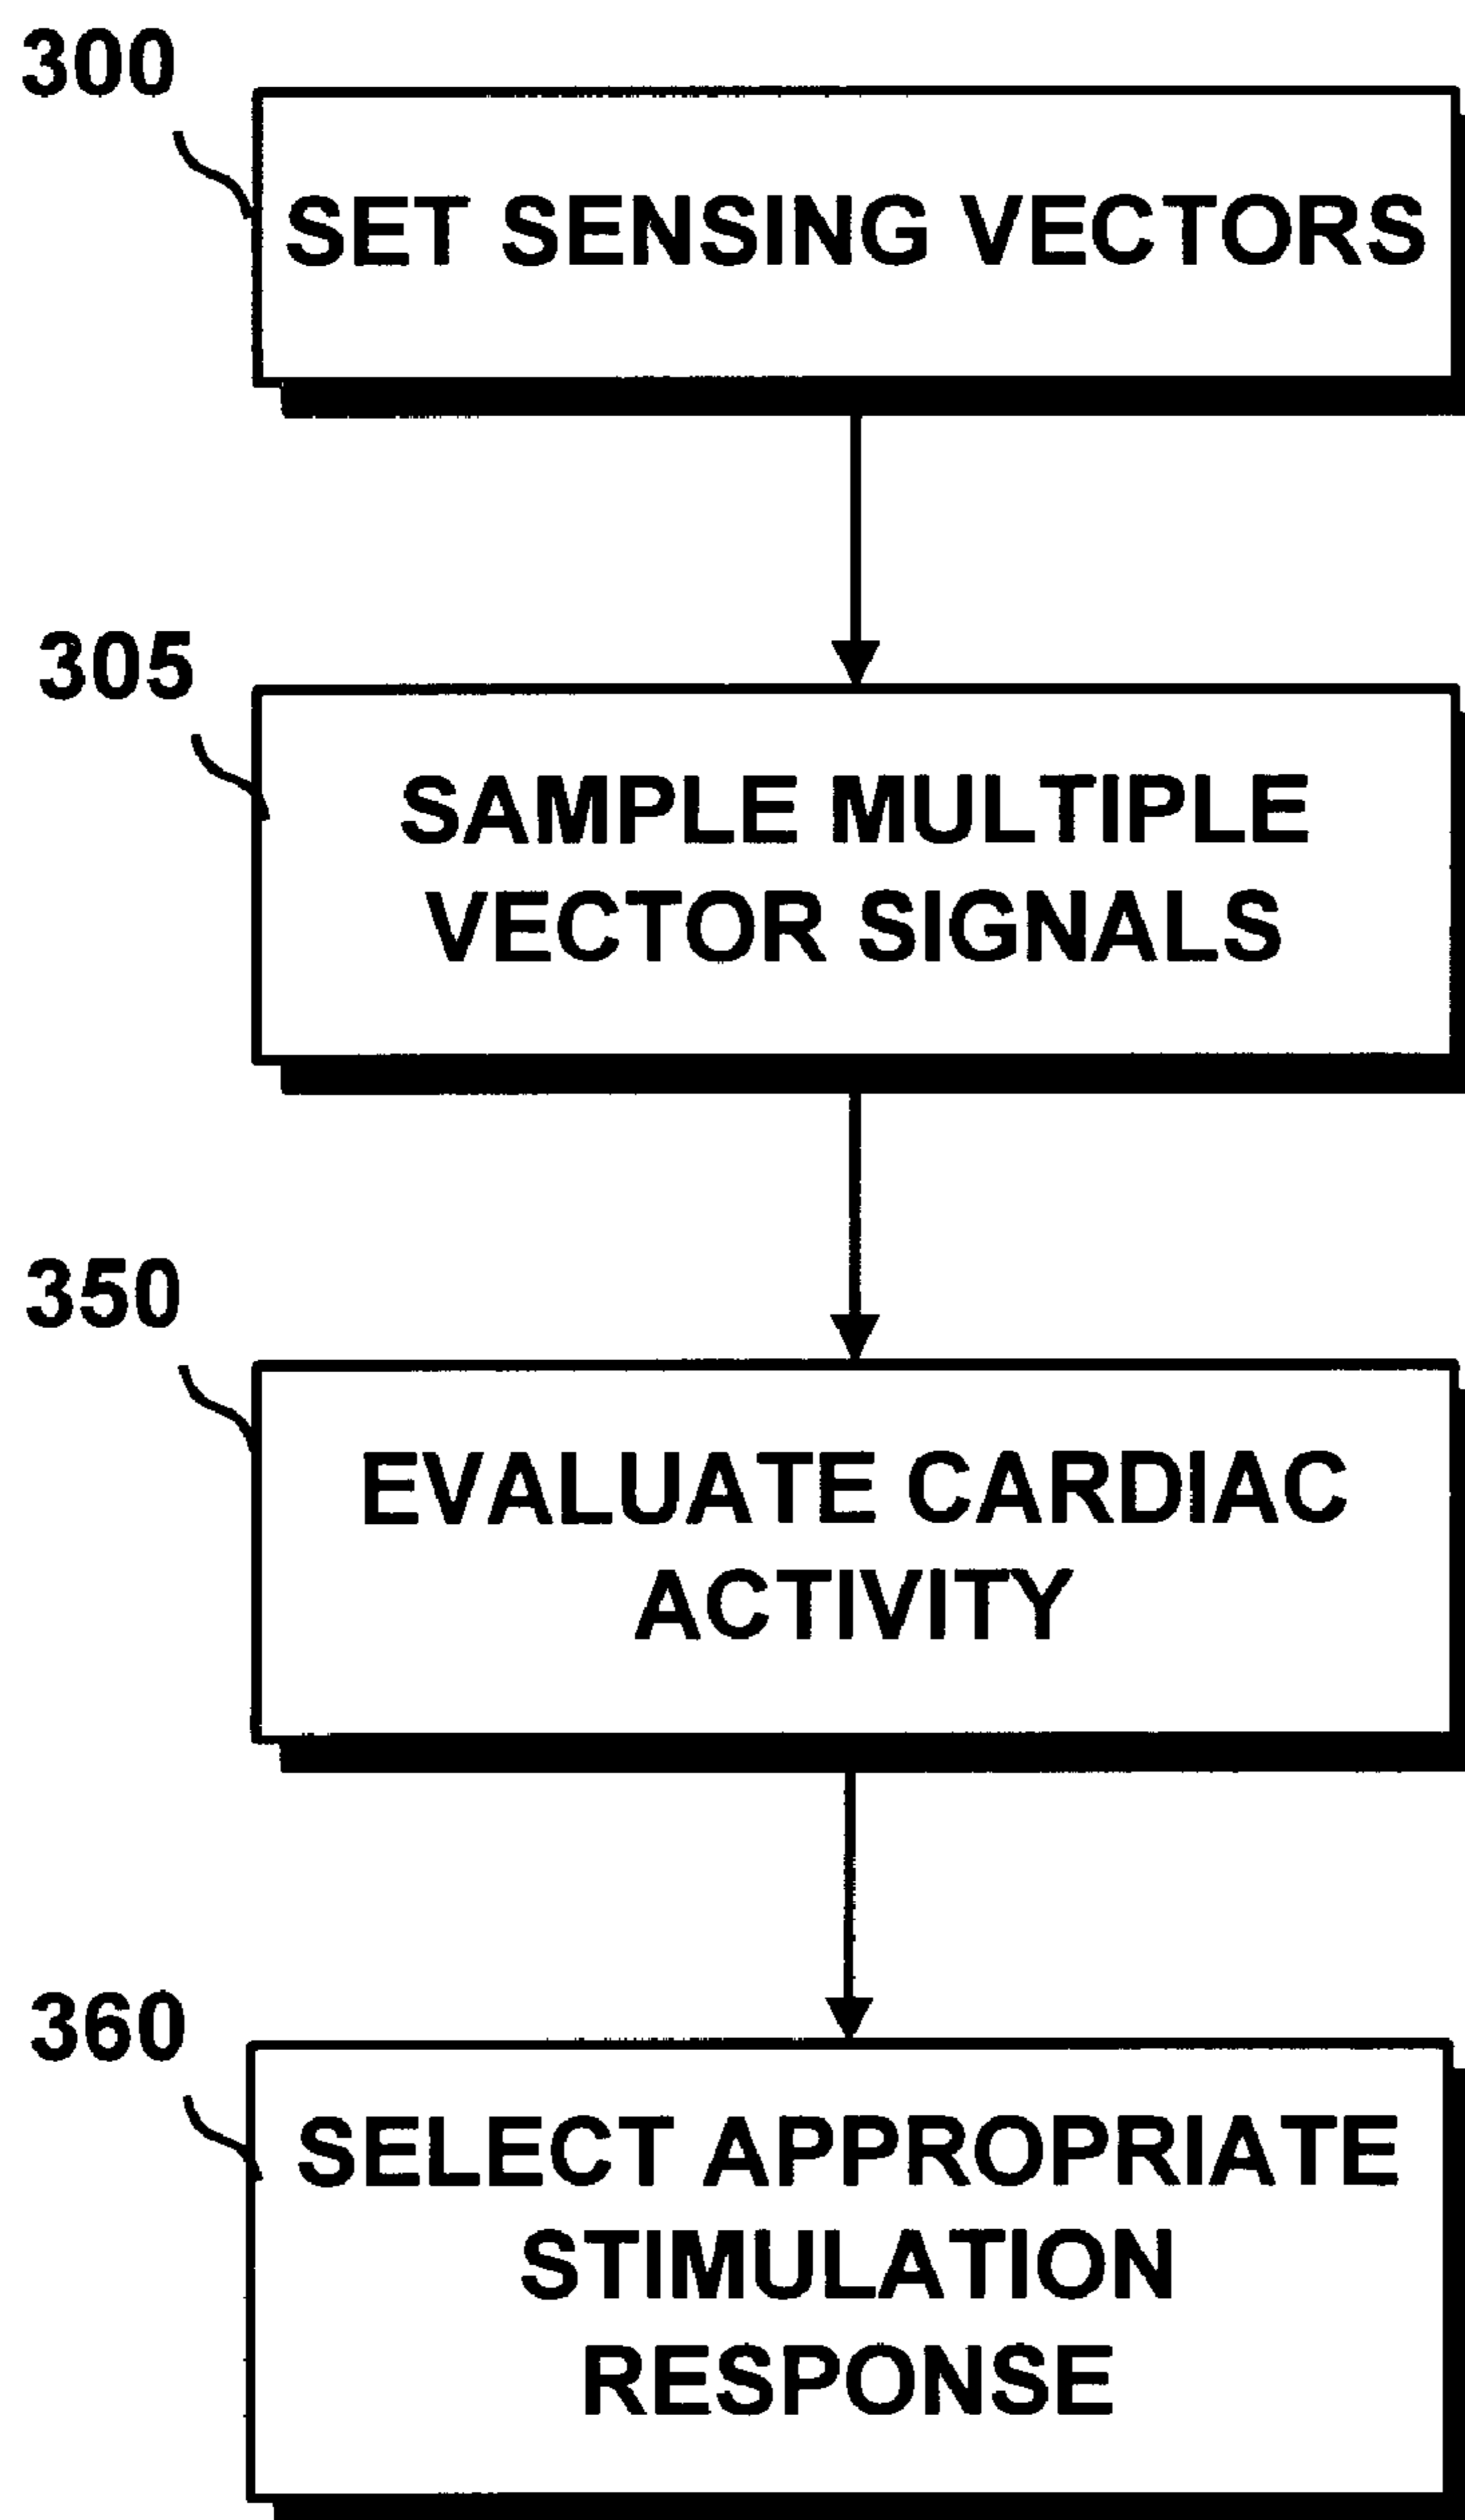 300
SET SENSING VECTORS
305
SAMPLE MULTIPLE
VECTOR SIGNALS
350
EVALUATE CARDIAC
ACTIVITY
360
SELECT APPROPRIATE
STIMULATION
RESPONSE